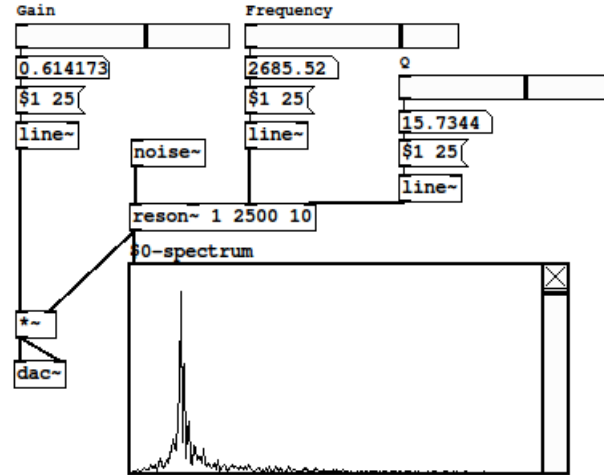 Gain
Frequency
0.614173
2685.52
Q
$1 25
$1 25
15.7344
line~
line~
$1 25
noise~
line~
reson~ 1 2500 10
$0-spectrum
*~
dac~